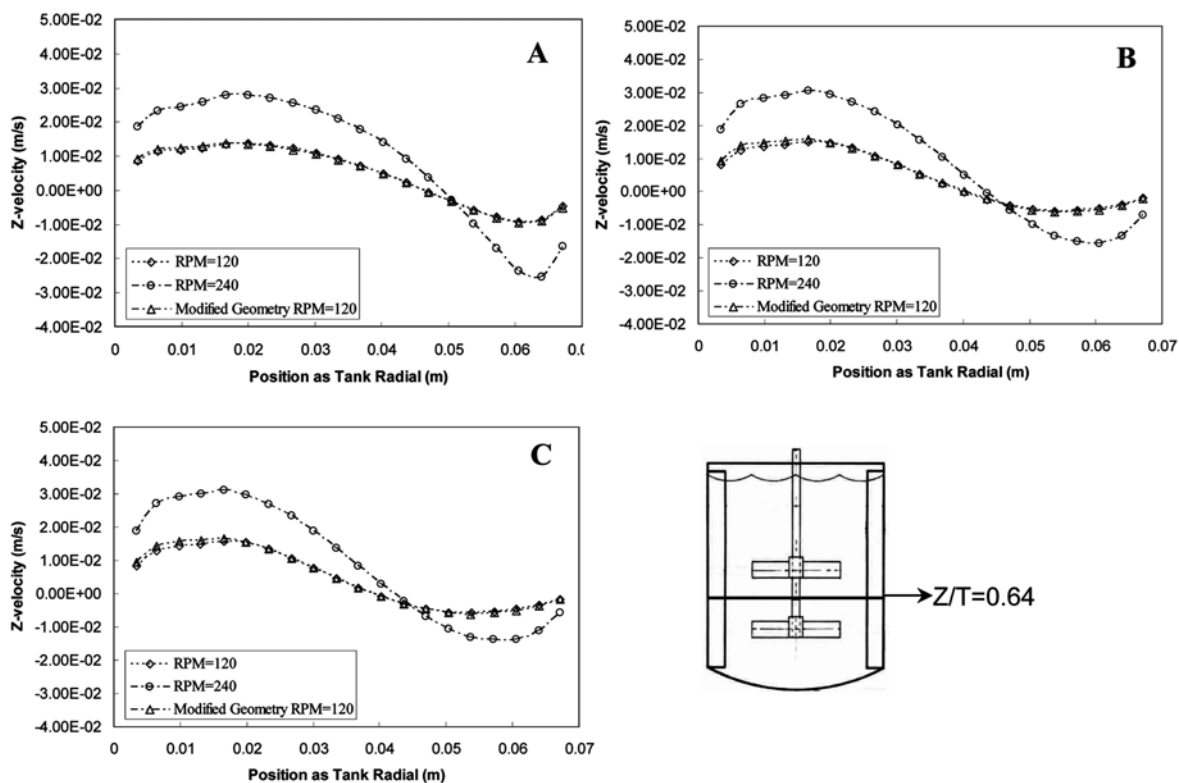 A
5.00E-02
4.00E-02
3.00E-02
2.00E-02
1.00E-02
0.00E+00
-1.00E-02
-2.00E-02
-3.00E-02
-4.00E-02
Z-velocity (m/s)
RPM=120
RPM=240
Modified Geometry RPM=120
0 0.01 0.02 0.03 0.04 0.05 0.06 0.0
Position as Tank Radial (m)
B
5.00E-02
4.00E-02
3.00E-02
2.00E-02
1.00E-02
0.00E+00
-1.00E-02
-2.00E-02
-3.00E-02
-4.00E-02
Z-velocity (m/s)
RPM=120
RPM=240
Modified Geometry RPM=120
0 0.01 0.02 0.03 0.04 0.05 0.06 0.07
Position as Tank Radial (m)
C
5.00E-02
4.00E-02
3.00E-02
2.00E-02
1.00E-02
0.00E+00
-1.00E-02
-2.00E-02
-3.00E-02
-4.00E-02
Z-velocity (m/s)
RPM=120
RPM=240
Modified Geometry RPM=120
0 0.01 0.02 0.03 0.04 0.05 0.06 0.07
Position as Tank Radial (m)
Z/T=0.64